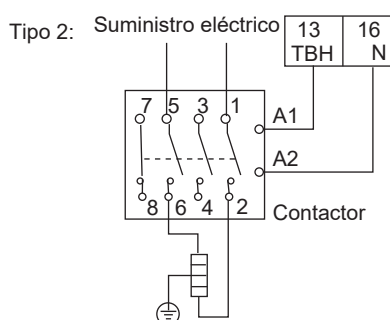 Tipo 2:
Suministro eléctrico
13 16
TBH N
7 5 3 1
A1
A2
8 6 4 2
Contactor